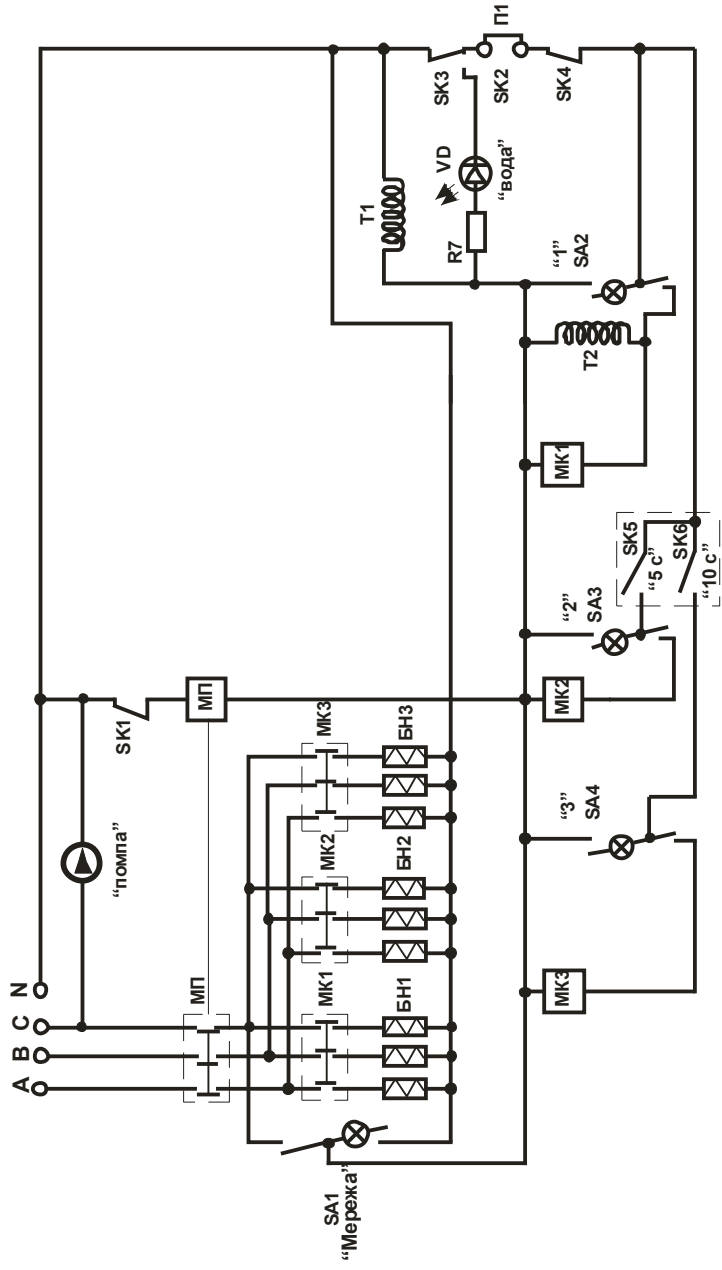 A
B
C
N
“помпа”
П1
SK3
SK2
SK4
VD
“вода”
T1
R7
“1”
SA2
T2
МК1
SK5
“5 с”
SK6
“10 с”
“2”
SA3
МК2
“3”
SA4
МК3
SK1
МП
МП
МК1
МК2
МК3
БН1
БН2
БН3
SA1
“Мережа”